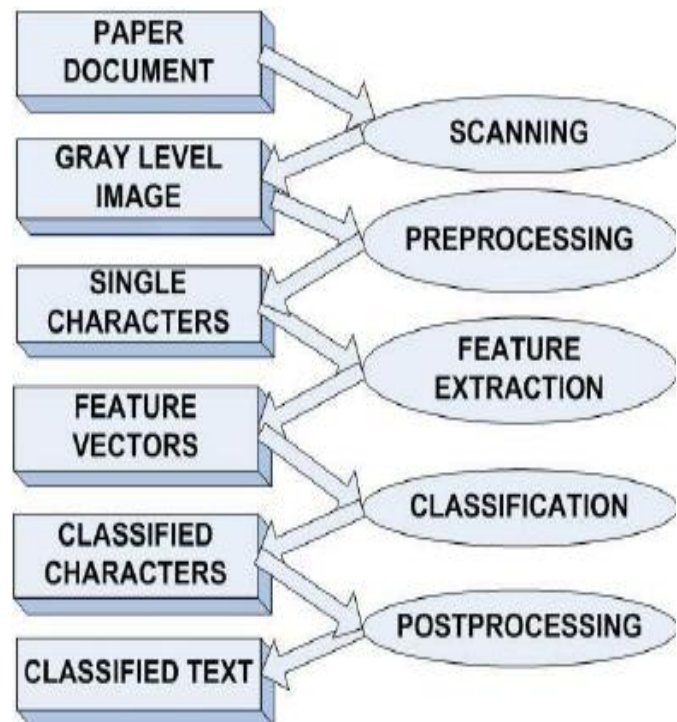 PAPER
DOCUMENT
SCANNING
GRAY LEVEL
IMAGE
PREPROCESSING
SINGLE
CHARACTERS
FEATURE
EXTRACTION
FEATURE
VECTORS
CLASSIFICATION
CLASSIFIED
CHARACTERS
POSTPROCESSING
CLASSIFIED TEXT